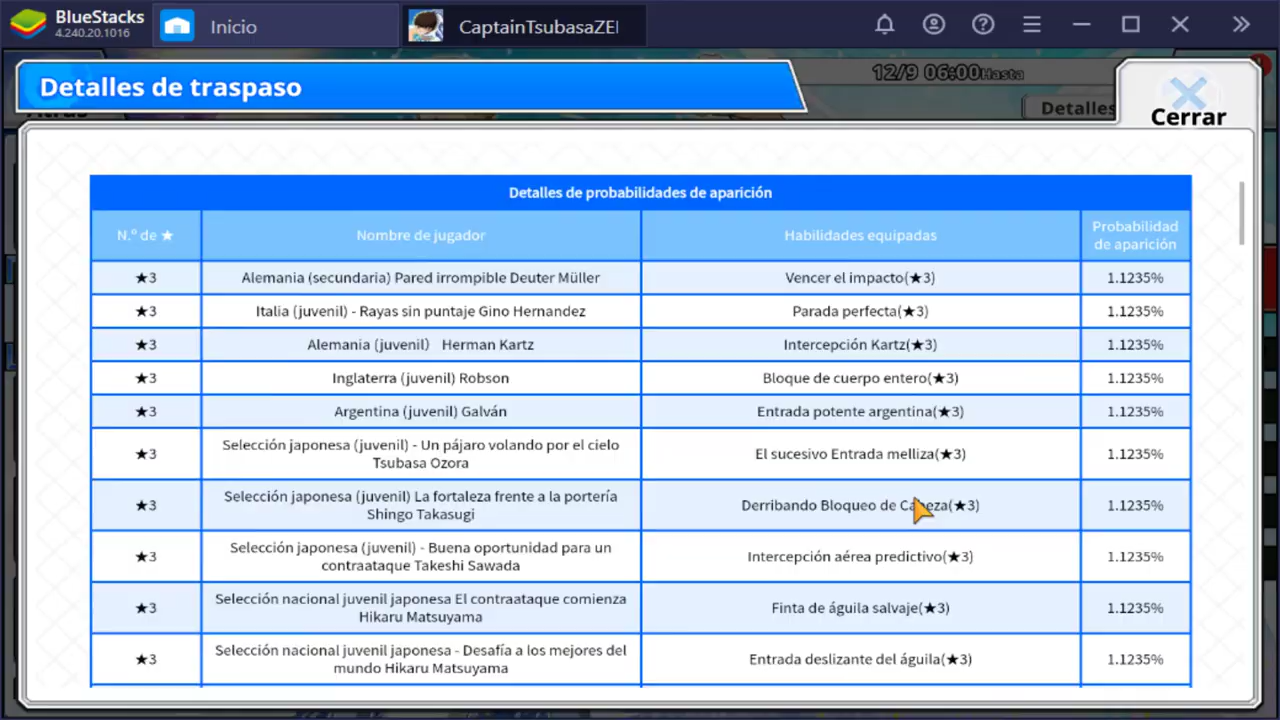 BlueStacks
4.240.20.1016
Inicio
CaptainTsubasaZEI
Detalles de traspaso
12/9 06:00Hasta
Atrás
Detalles
Cerrar
Detalles de probabilidades de aparición
N.º de ★
Nombre de jugador
Habilidades equipadas
Probabilidad
de aparición
★3
Alemania (secundaria) Pared irrompible Deuter Müller
Vencer el impacto(★3)
1.1235%
★3
Italia (juvenil) - Rayas sin puntaje Gino Hernandez
Parada perfecta(★3)
1.1235%
★3
Alemania (juvenil) Herman Kartz
Intercepción Kartz(★3)
1.1235%
★3
Inglaterra (juvenil) Robson
Bloque de cuerpo entero(★3)
1.1235%
★3
Argentina (juvenil) Galván
Entrada potente argentina(★3)
1.1235%
★3
Selección japonesa (juvenil) - Un pájaro volando por el cielo
Tsubasa Ozora
El sucesivo Entrada melliza(★3)
1.1235%
★3
Selección japonesa (juvenil) La fortaleza frente a la portería
Shingo Takasugi
Derribando Bloqueo de Cabeza(★3)
1.1235%
★3
Selección japonesa (juvenil) - Buena oportunidad para un
contraataque Takeshi Sawada
Intercepción aérea predictivo(★3)
1.1235%
★3
Selección nacional juvenil japonesa El contraataque comienza
Hikaru Matsuyama
Finta de águila salvaje(★3)
1.1235%
★3
Selección nacional juvenil japonesa - Desafía a los mejores del
mundo Hikaru Matsuyama
Entrada deslizante del águila(★3)
1.1235%